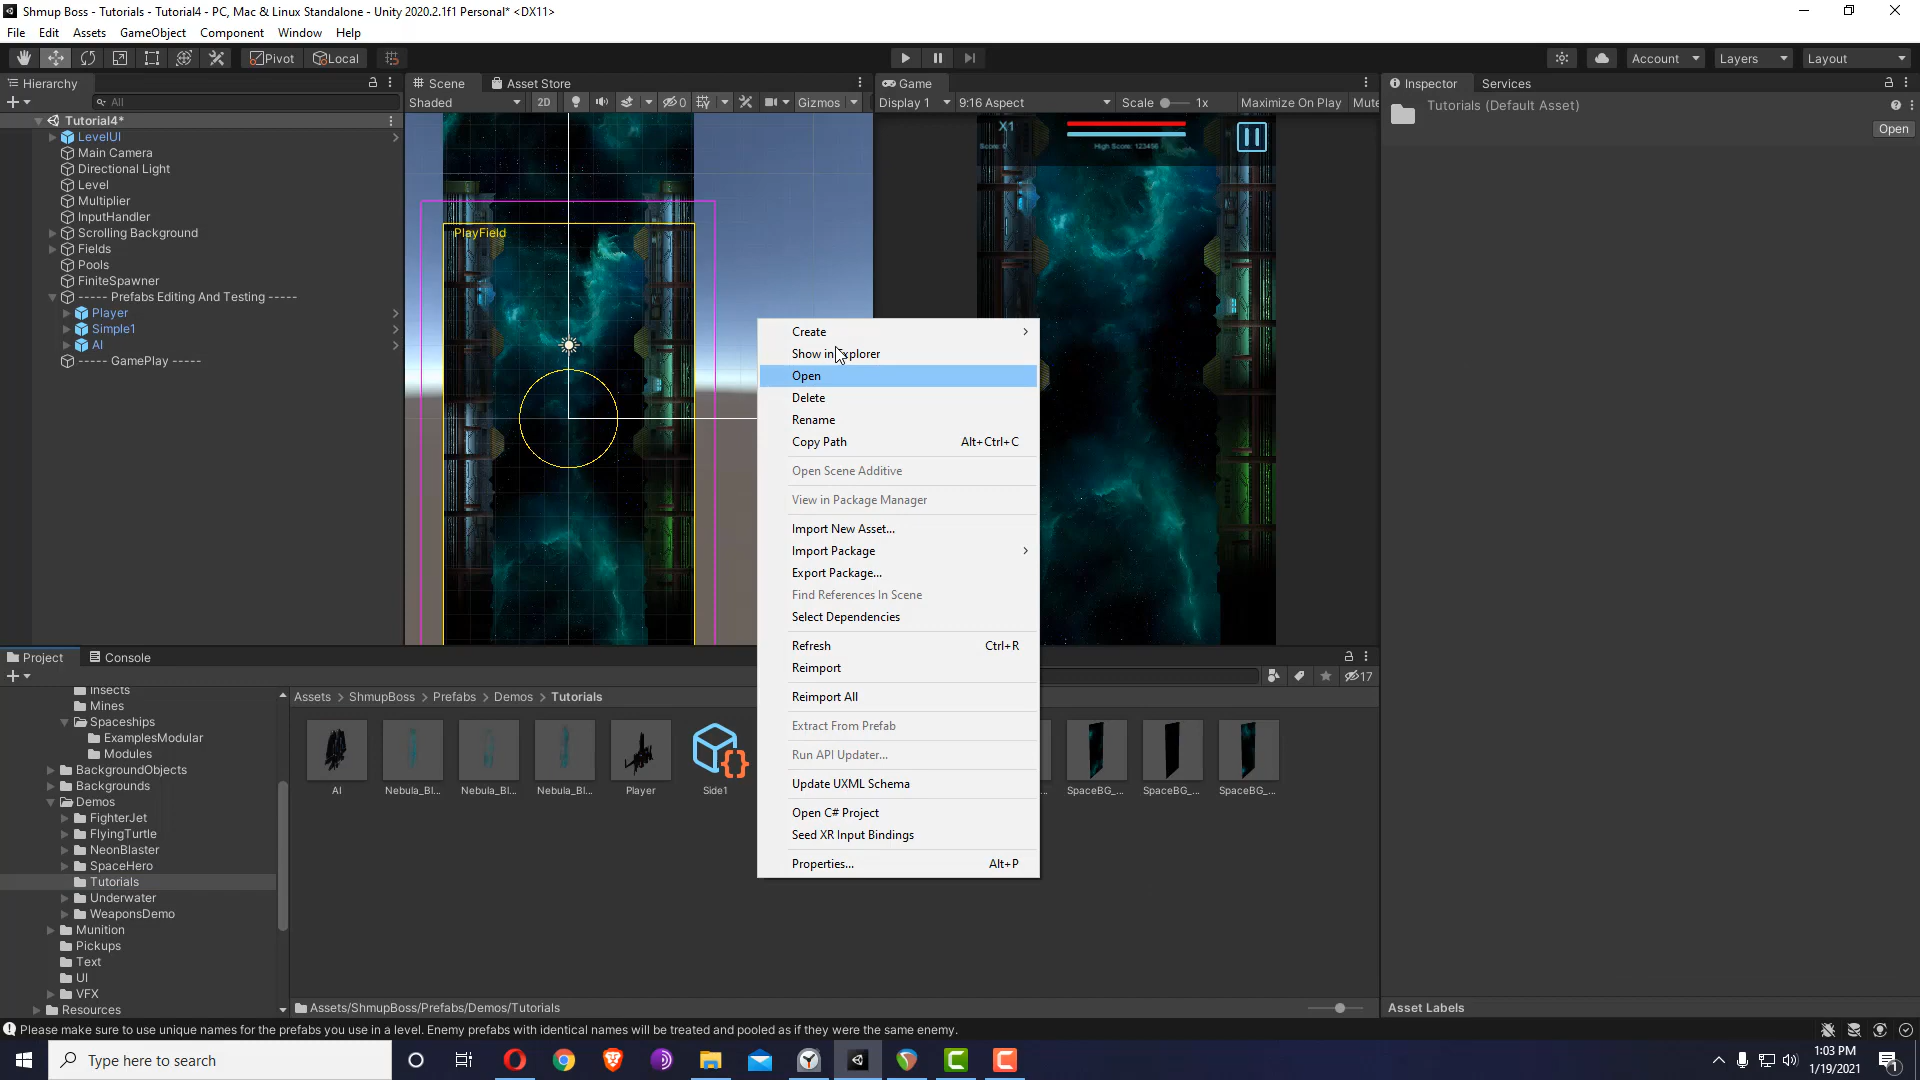 Shmup Boss - Tutorials - Tutorial4 - PC, Mac & Linux Standalone - Unity 2020.2.1f1 Personal* <DX11>
File Edit Assets GameObject Component Window Help
Pivot Local Account Layers Layout
Hierarchy Scene Asset Store Game Inspector Services
All Shaded 2D 0 Gizmos Display 1 9:16 Aspect Scale 1x Maximize On Play Mute
Tutorials (Default Asset)
Open
Tutorial4*
LevelUI
Main Camera
Directional Light
Level
Multiplier
InputHandler
Scrolling Background
Fields
Pools
FiniteSpawner
----- Prefabs Editing And Testing -----
Player
Simple1
AI
----- GamePlay -----
PlayField
X1
Score: 0
High Score: 123456
Create
Show in Explorer
Open
Delete
Rename
Copy Path Alt+Ctrl+C
Open Scene Additive
View in Package Manager
Import New Asset...
Import Package
Export Package...
Find References In Scene
Select Dependencies
Refresh Ctrl+R
Reimport
Reimport All
Extract From Prefab
Run API Updater...
Update UXML Schema
Open C# Project
Seed XR Input Bindings
Properties... Alt+P
Project Console
17
Insects
Mines
Spaceships
ExamplesModular
Modules
BackgroundObjects
Backgrounds
Demos
FighterJet
FlyingTurtle
NeonBlaster
SpaceHero
Tutorials
Underwater
WeaponsDemo
Munition
Pickups
Text
UI
VFX
Resources
Assets > ShmupBoss > Prefabs > Demos > Tutorials
AI Nebula_Bl... Nebula_Bl... Nebula_Bl... Player Side1 SpaceBG_... SpaceBG_... SpaceBG_...
Assets/ShmupBoss/Prefabs/Demos/Tutorials
Asset Labels
Please make sure to use unique names for the prefabs you use in a level. Enemy prefabs with identical names will be treated and pooled as if they were the same enemy.
Type here to search
1:03 PM
1/19/2021
1